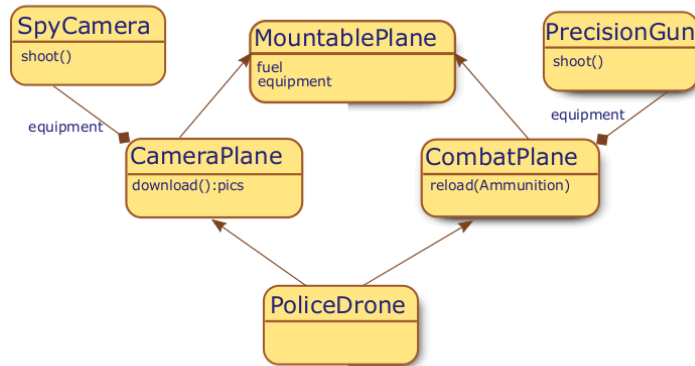 SpyCamera
shoot()
MountablePlane
fuel
equipment
PrecisionGun
shoot()
equipment
equipment
CameraPlane
download():pics
CombatPlane
reload(Ammunition)
PoliceDrone